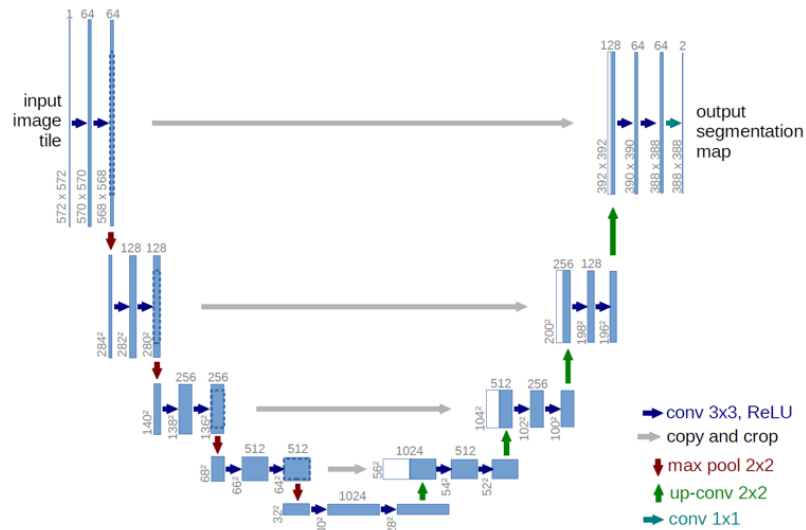 1 64 64
128 64 64 2
input
image
tile
output
segmentation
map
572 x 572
570 x 570
568 x 568
392 x 392
390 x 390
388 x 388
388 x 388
128 128
256 128
284²
282²
280²
200²
198²
196²
256 256
512 256
140²
138²
136²
104²
102²
100²
512 512
1024 512
68²
66²
64²
56²
54²
52²
1024
32²
30²
28²
conv 3x3, ReLU
copy and crop
max pool 2x2
up-conv 2x2
conv 1x1